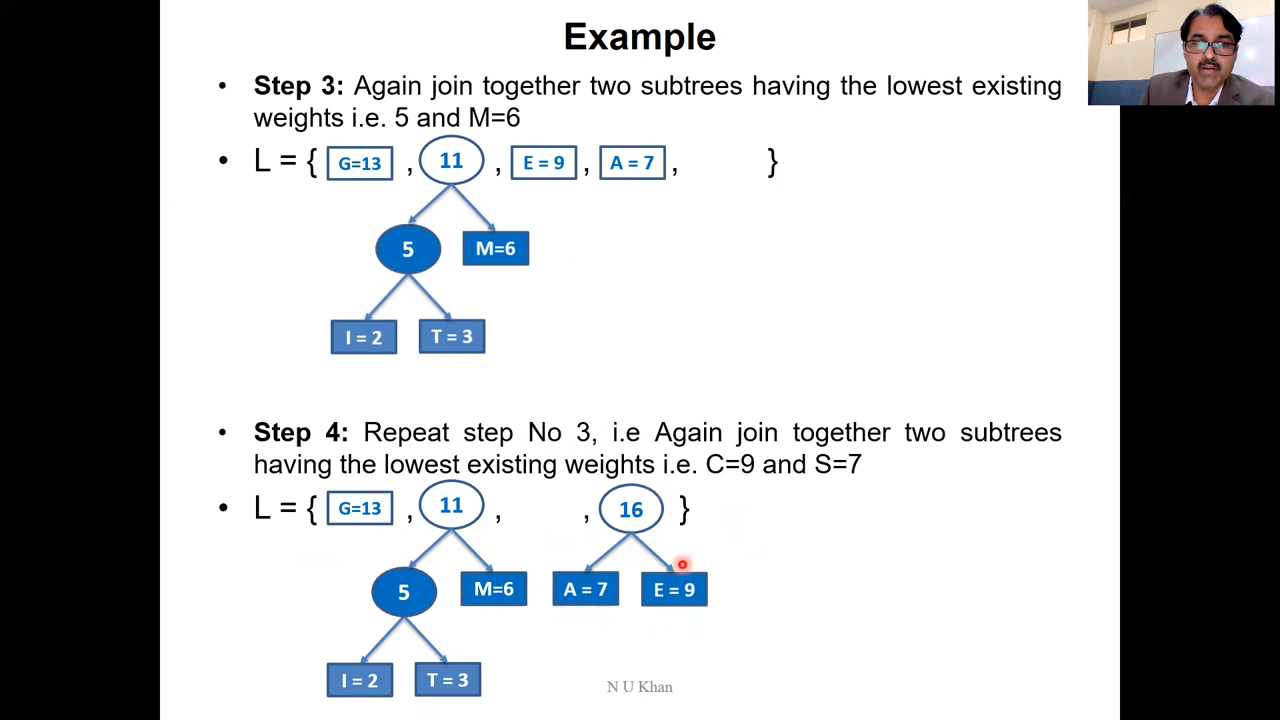 Example
• Step 3: Again join together two subtrees having the lowest existing
weights i.e. 5 and M=6
• L = { G=13 , 11 , E = 9 , A = 7 , }
5 M=6
I = 2 T = 3
• Step 4: Repeat step No 3, i.e Again join together two subtrees
having the lowest existing weights i.e. C=9 and S=7
• L = { G=13 , 11 , , 16 }
5 M=6 A = 7 E = 9
I = 2 T = 3
N U Khan